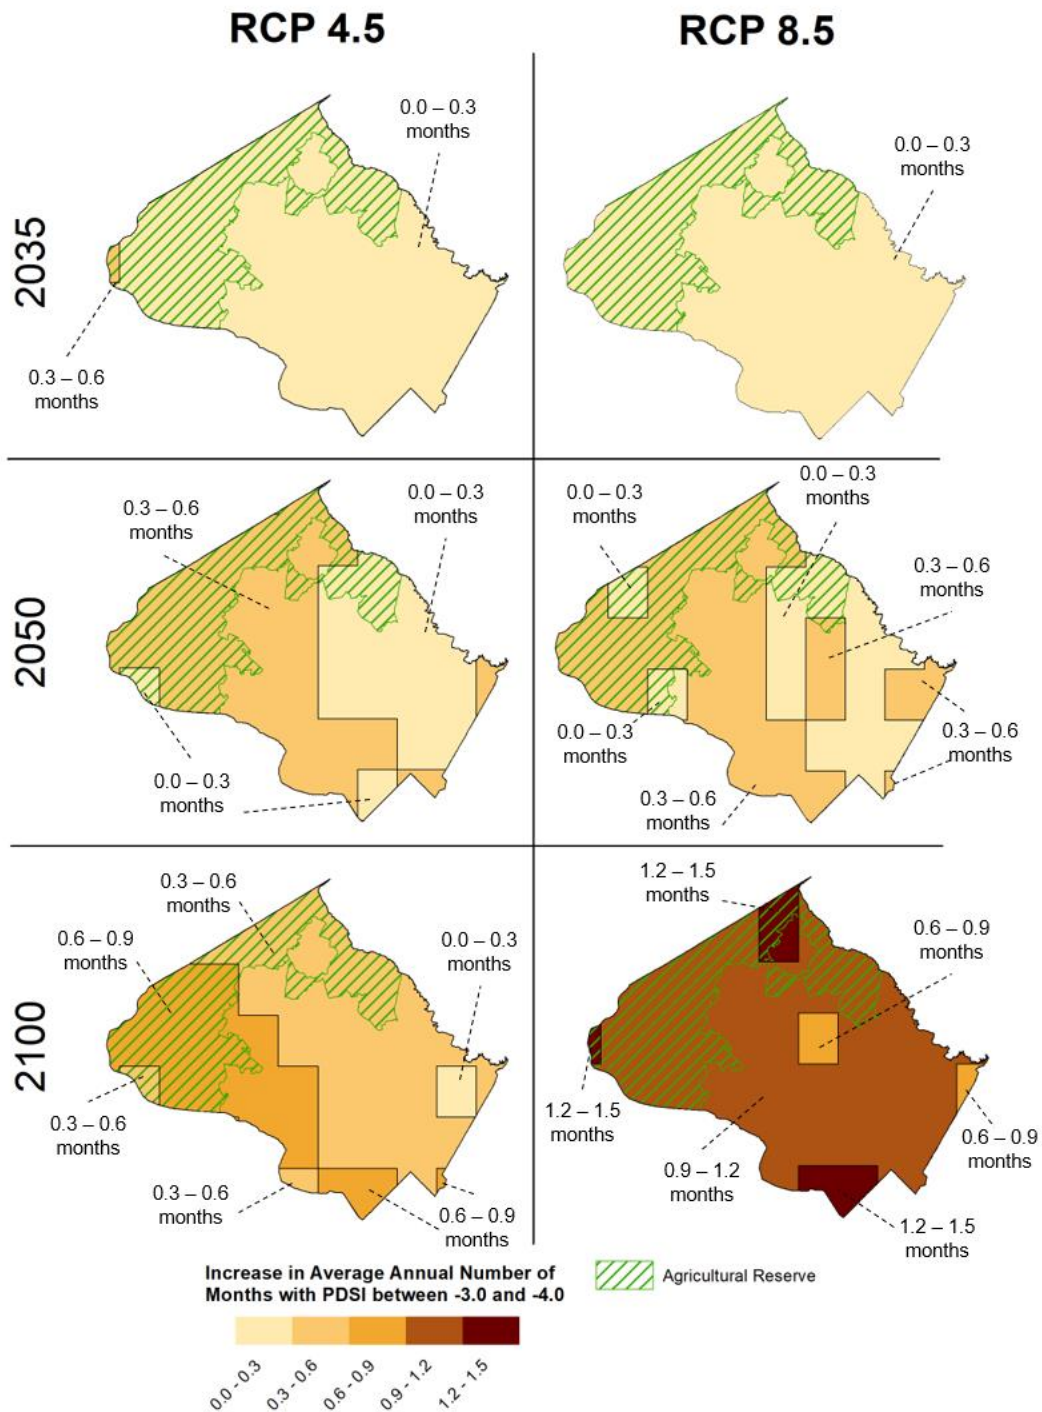 RCP 4.5
RCP 8.5
2035
0.0 – 0.3
months
0.3 – 0.6
months
0.0 – 0.3
months
2050
0.3 – 0.6
months
0.0 – 0.3
months
0.0 – 0.3
months
0.0 – 0.3
months
0.0 – 0.3
months
0.3 – 0.6
months
0.0 – 0.3
months
0.3 – 0.6
months
0.3 – 0.6
months
2100
0.3 – 0.6
months
0.6 – 0.9
months
0.0 – 0.3
months
0.3 – 0.6
months
0.3 – 0.6
months
0.6 – 0.9
months
1.2 – 1.5
months
0.6 – 0.9
months
1.2 – 1.5
months
0.9 – 1.2
months
0.6 – 0.9
months
1.2 – 1.5
months
Increase in Average Annual Number of
Months with PDSI between -3.0 and -4.0
0.0 - 0.3
0.3 - 0.6
0.6 - 0.9
0.9 - 1.2
1.2 - 1.5
Agricultural Reserve